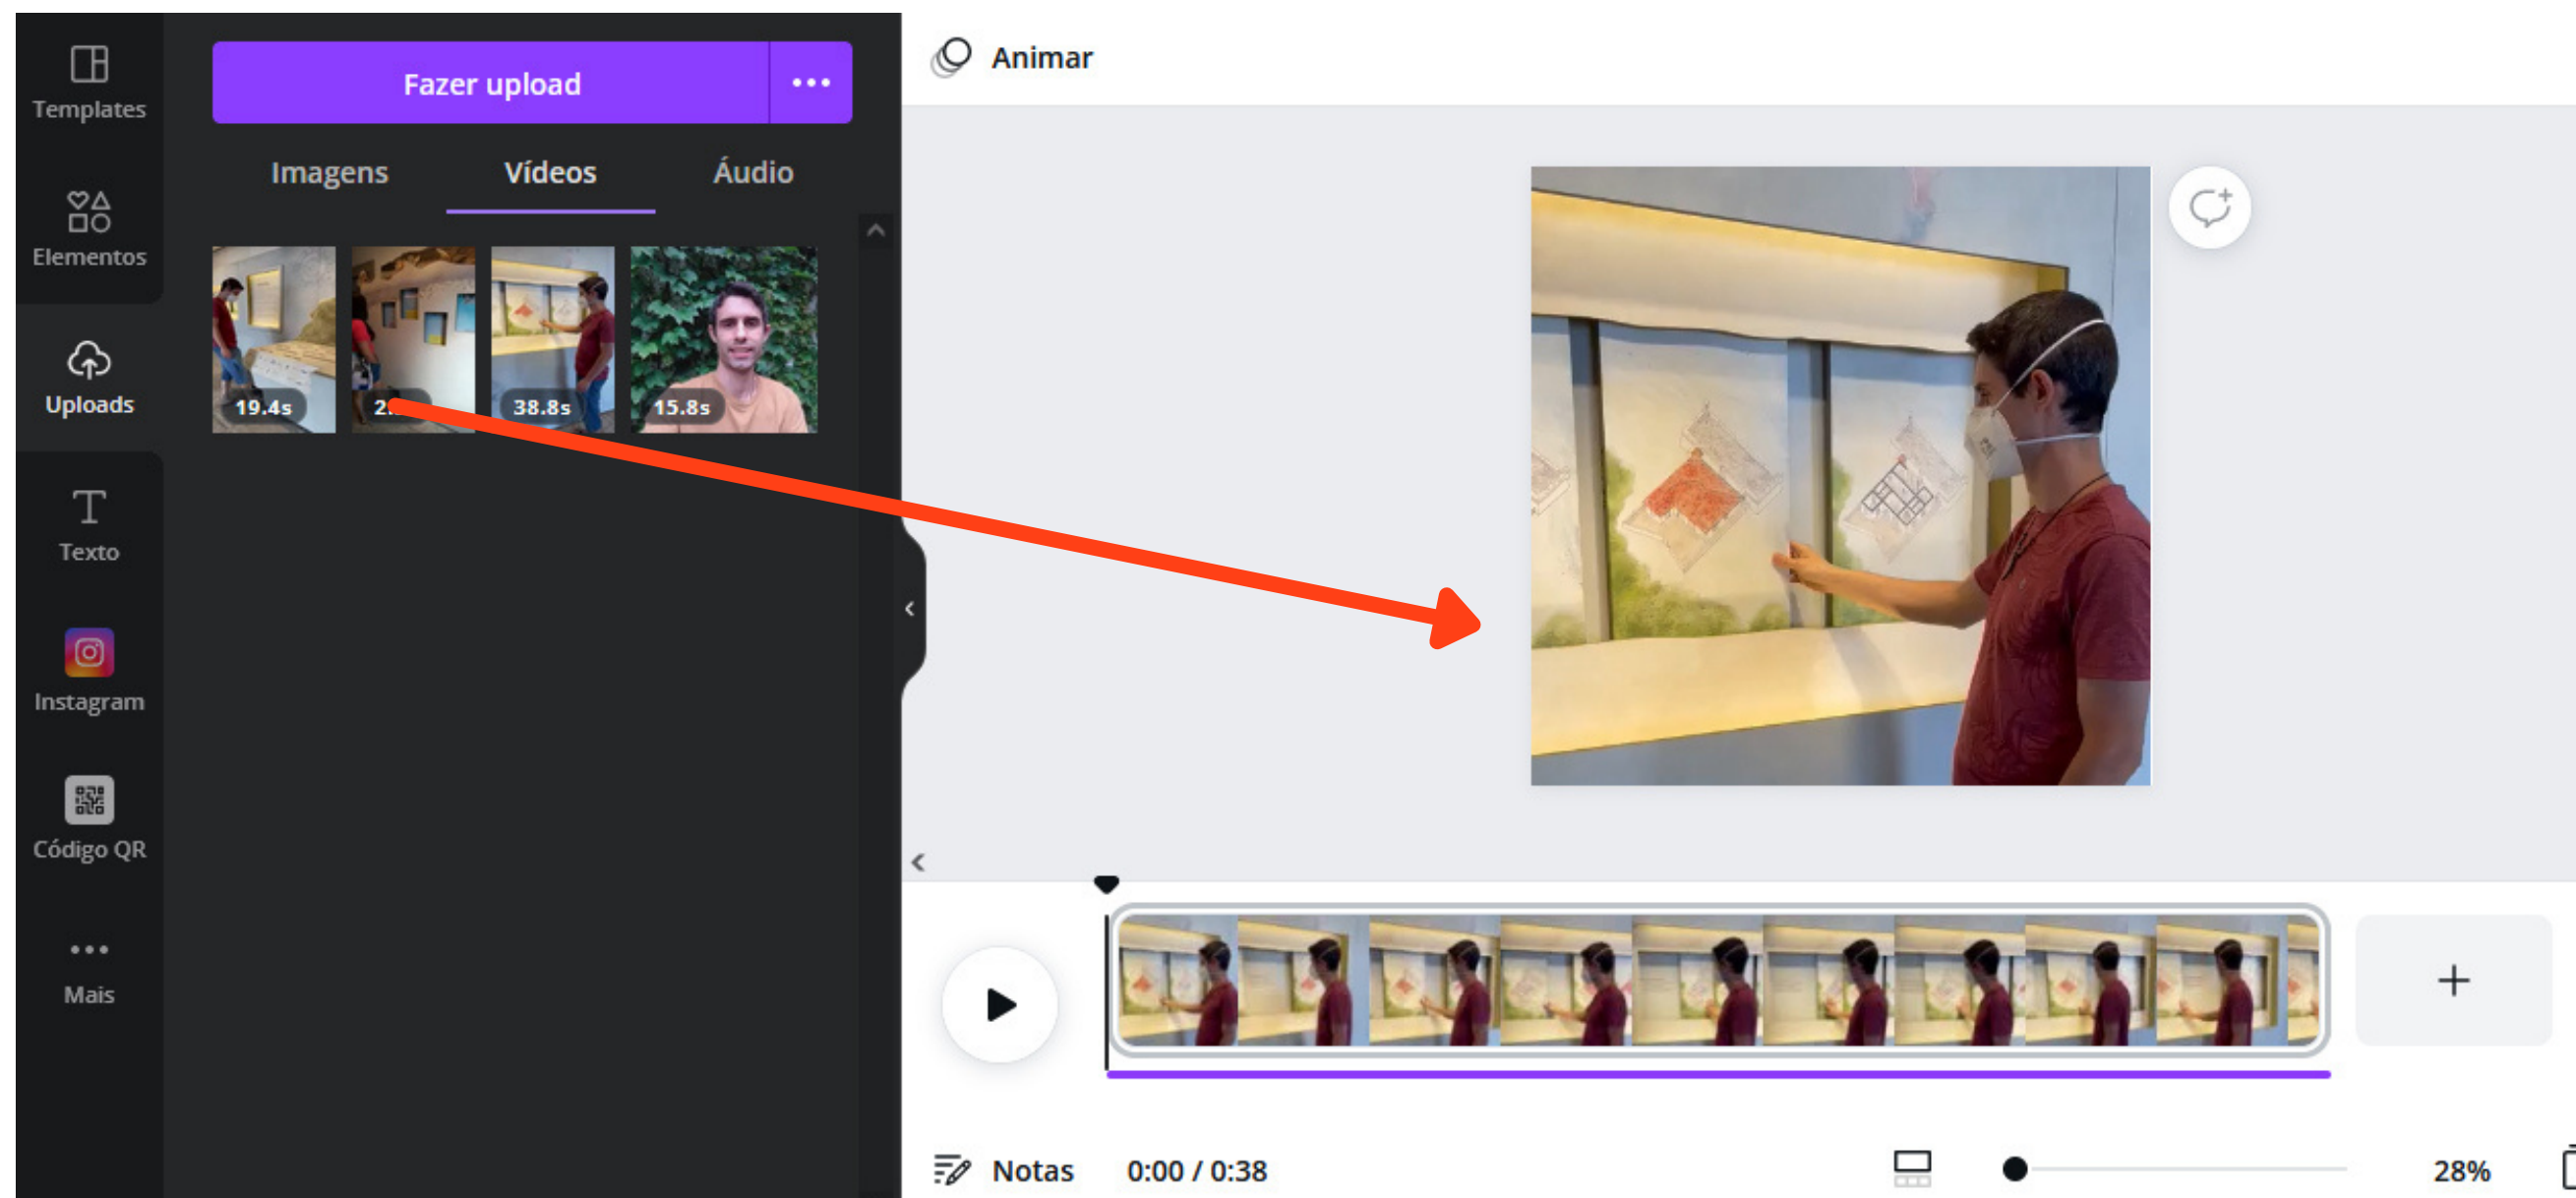 Templates
Elementos
Uploads
Texto
Instagram
Código QR
Mais
Fazer upload
Imagens Vídeos Áudio
19.4s
38.8s
15.8s
Animar
Notas 0:00 / 0:38
28%